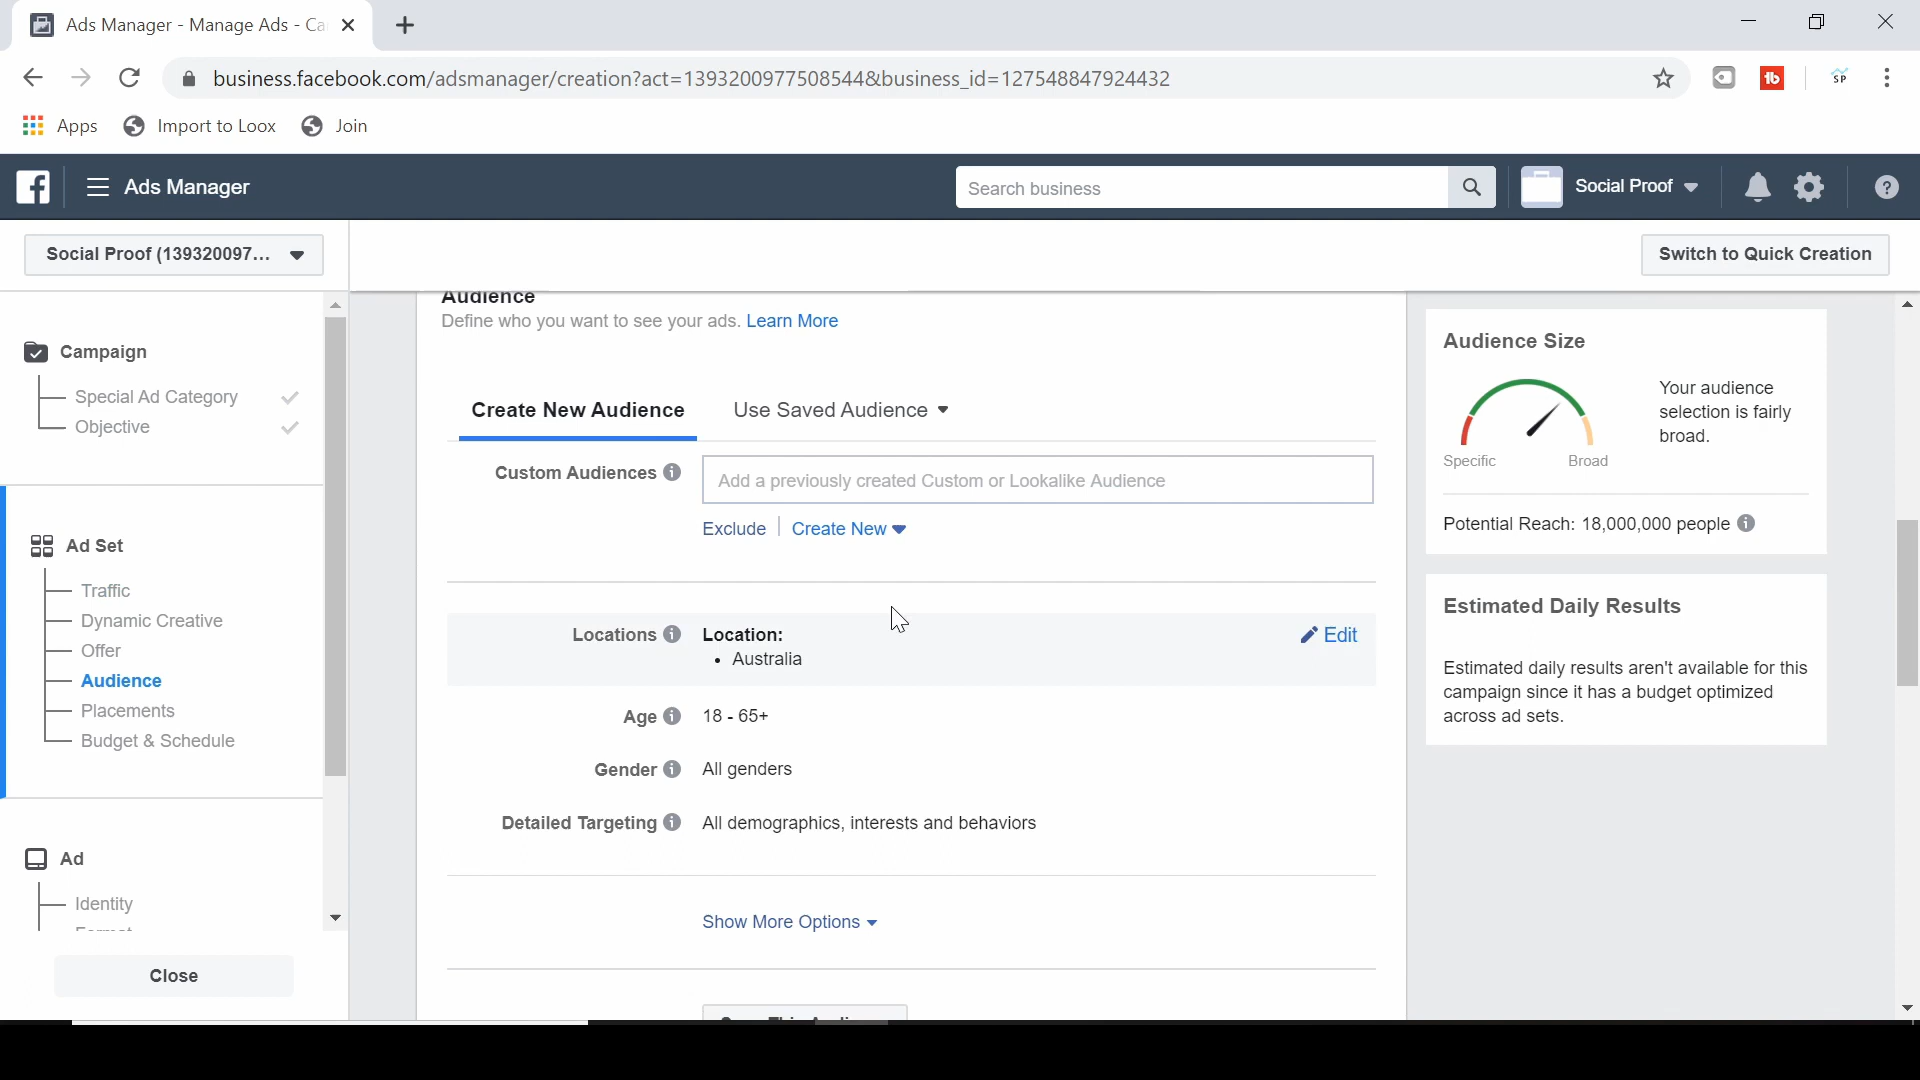 Ads Manager - Manage Ads - Ca
business.facebook.com/adsmanager/creation?act=139320097750854​4&business_id=127548847924432
Apps
Import to Loox
Join
Ads Manager
Search business
Social Proof
Social Proof (139320097...
Switch to Quick Creation
Campaign
Special Ad Category
Objective
Ad Set
Traffic
Dynamic Creative
Offer
Audience
Placements
Budget & Schedule
Ad
Identity
Format
Close
Audience
Define who you want to see your ads. Learn More
Create New Audience
Use Saved Audience
Custom Audiences
Add a previously created Custom or Lookalike Audience
Exclude
Create New
Locations
Location:
• Australia
Edit
Age
18 - 65+
Gender
All genders
Detailed Targeting
All demographics, interests and behaviors
Show More Options
Save This Audience
Audience Size
Specific
Broad
Your audience
selection is fairly
broad.
Potential Reach: 18,000,000 people
Estimated Daily Results
Estimated daily results aren't available for this
campaign since it has a budget optimized
across ad sets.